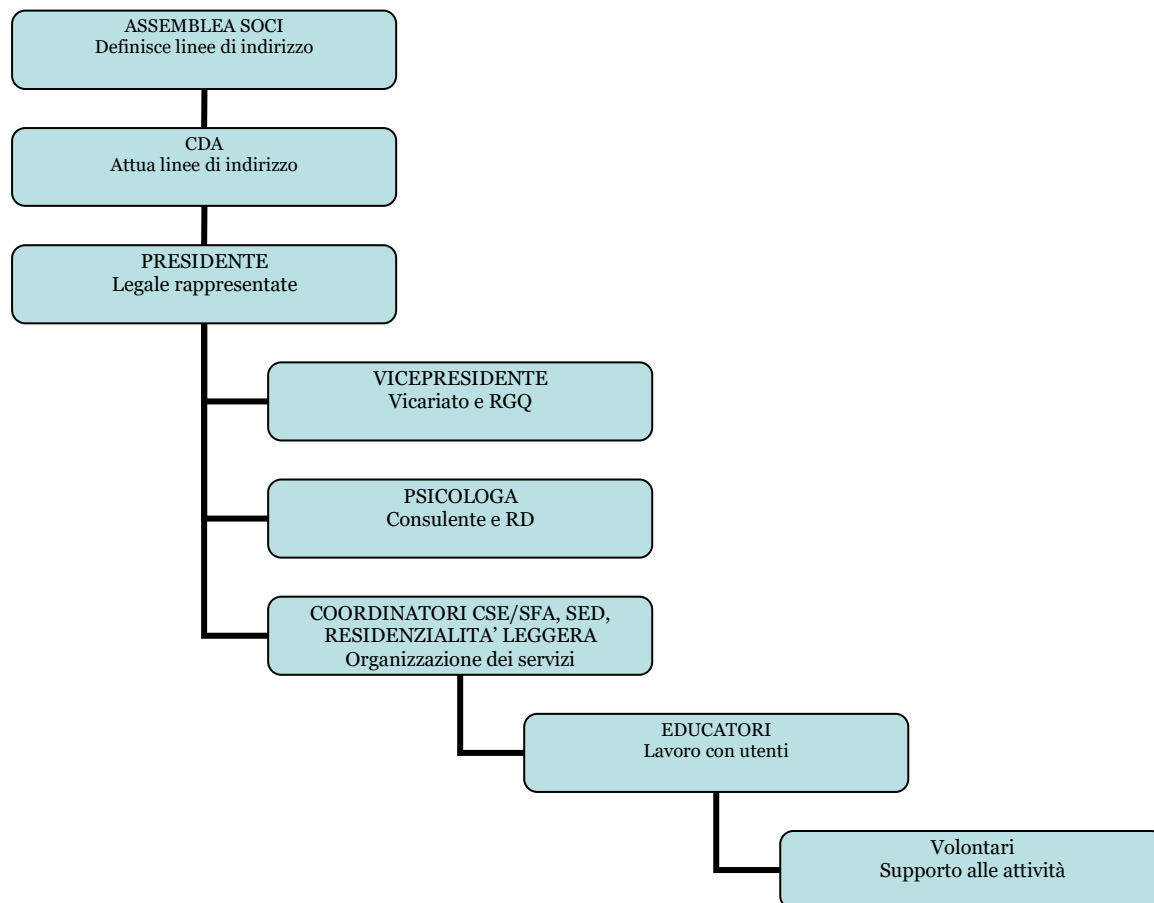 ASSEMBLEA SOCI
Definisce linee di indirizzo
CDA
Attua linee di indirizzo
PRESIDENTE
Legale rappresentate
VICEPRESIDENTE
Vicariato e RGQ
PSICOLOGA
Consulente e RD
COORDINATORI CSE/SFA, SED,
RESIDENZIALITA’ LEGGERA
Organizzazione dei servizi
EDUCATORI
Lavoro con utenti
Volontari
Supporto alle attività